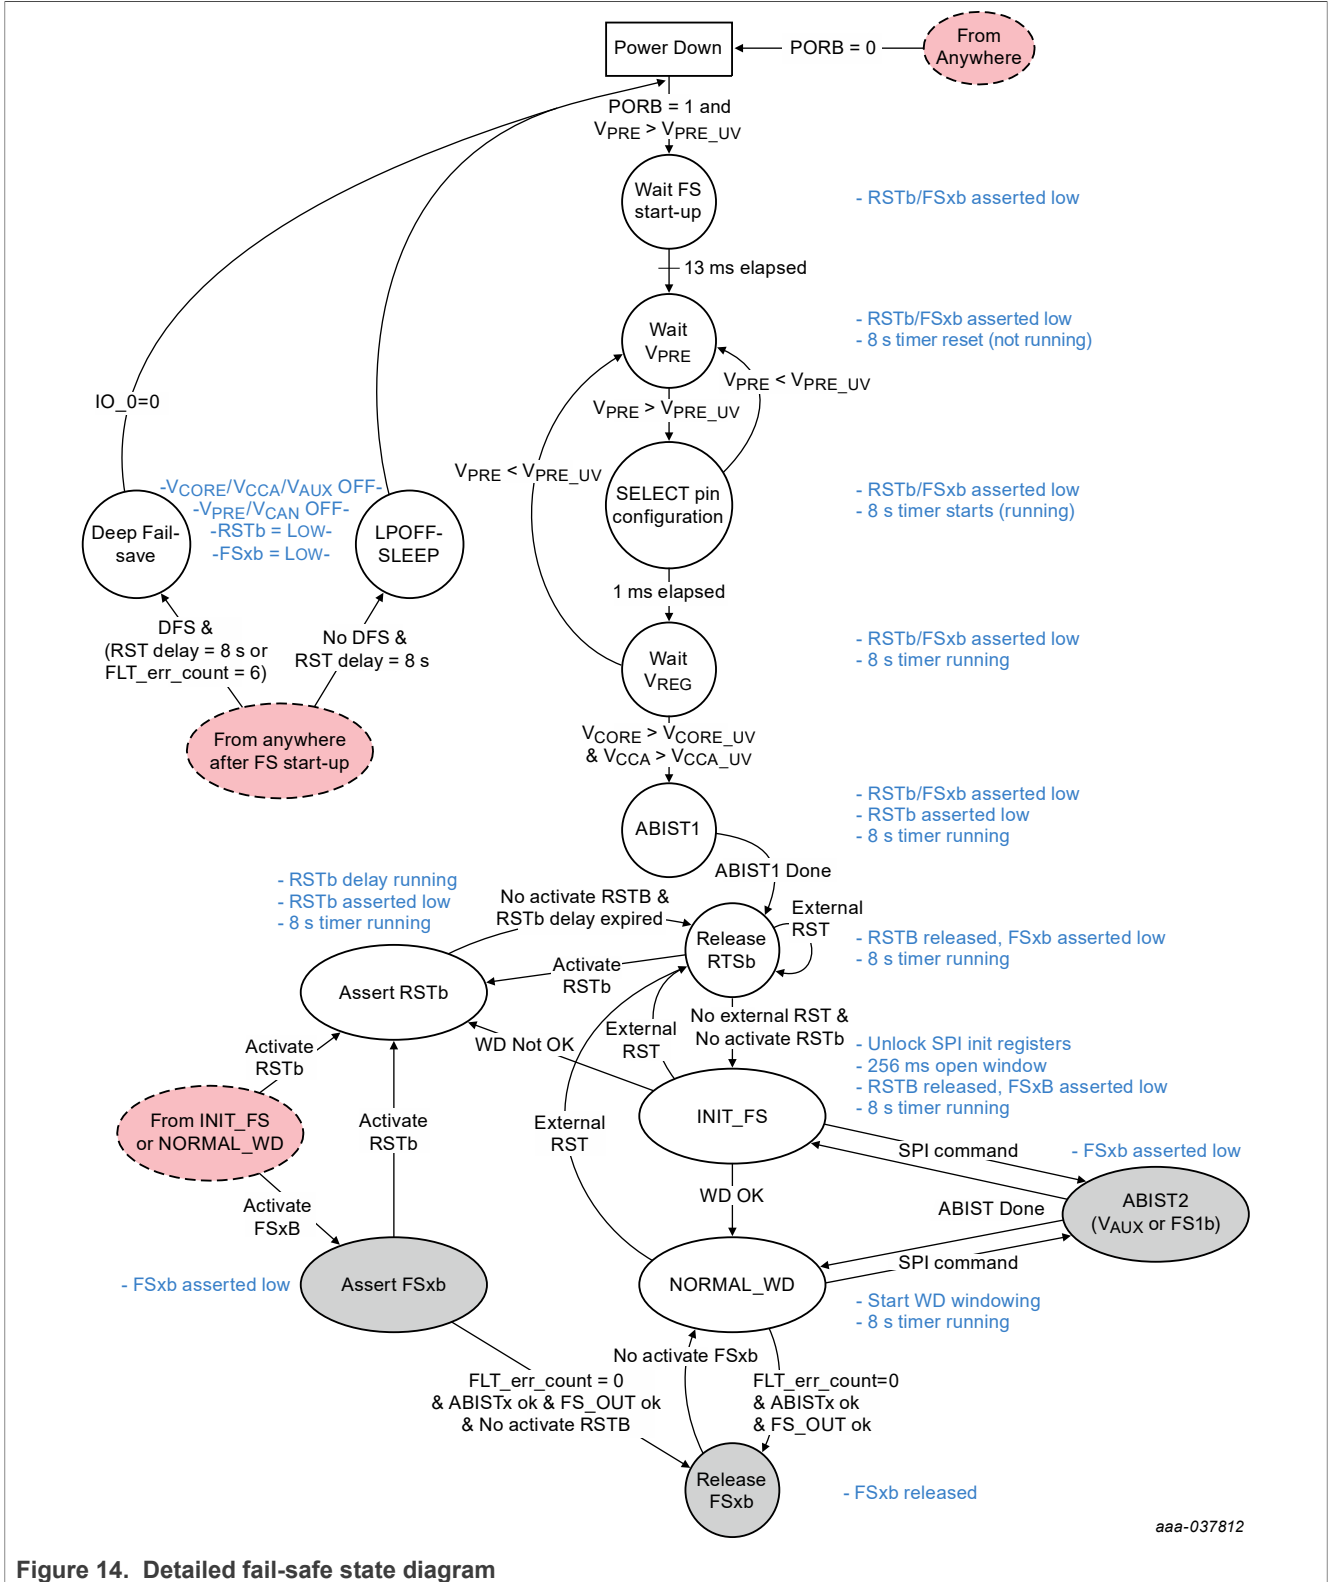 Power Down
PORB = 0
From
Anywhere
PORB = 1 and
VPRE > VPRE_UV
Wait FS
start-up
- RSTb/FSxb asserted low
13 ms elapsed
Wait
VPRE
- RSTb/FSxb asserted low
- 8 s timer reset (not running)
VPRE < VPRE_UV
IO_0=0
VPRE > VPRE_UV
VPRE < VPRE_UV
SELECT pin
configuration
- RSTb/FSxb asserted low
- 8 s timer starts (running)
-VCORE/VCCA/VAUX OFF-
-VPRE/VCAN OFF-
-RSTb = LOW-
-FSxb = LOW-
Deep Fail-
save
LPOFF-
SLEEP
1 ms elapsed
DFS &
(RST delay = 8 s or
FLT_err_count = 6)
No DFS &
RST delay = 8 s
Wait
VREG
- RSTb/FSxb asserted low
- 8 s timer running
From anywhere
after FS start-up
VCORE > VCORE_UV
& VCCA > VCCA_UV
ABIST1
- RSTb/FSxb asserted low
- RSTb asserted low
- 8 s timer running
ABIST1 Done
- RSTb delay running
- RSTb asserted low
- 8 s timer running
No activate RSTB &
RSTb delay expired
External
RST
Release
RTSb
- RSTB released, FSxb asserted low
- 8 s timer running
Activate
RSTb
Assert RSTb
No external RST &
No activate RSTb
External
RST
WD Not OK
Activate
RSTb
- Unlock SPI init registers
- 256 ms open window
- RSTB released, FSxB asserted low
- 8 s timer running
INIT_FS
From INIT_FS
or NORMAL_WD
Activate
RSTb
External
RST
SPI command
- FSxb asserted low
WD OK
ABIST Done
ABIST2
(VAUX or FS1b)
Activate
FSxB
SPI command
- FSxb asserted low
Assert FSxb
NORMAL_WD
- Start WD windowing
- 8 s timer running
No activate FSxb
FLT_err_count = 0
& ABISTx ok & FS_OUT ok
& No activate RSTB
FLT_err_count=0
& ABISTx ok
& FS_OUT ok
Release
FSxb
- FSxb released
aaa-037812
Figure 14. Detailed fail-safe state diagram